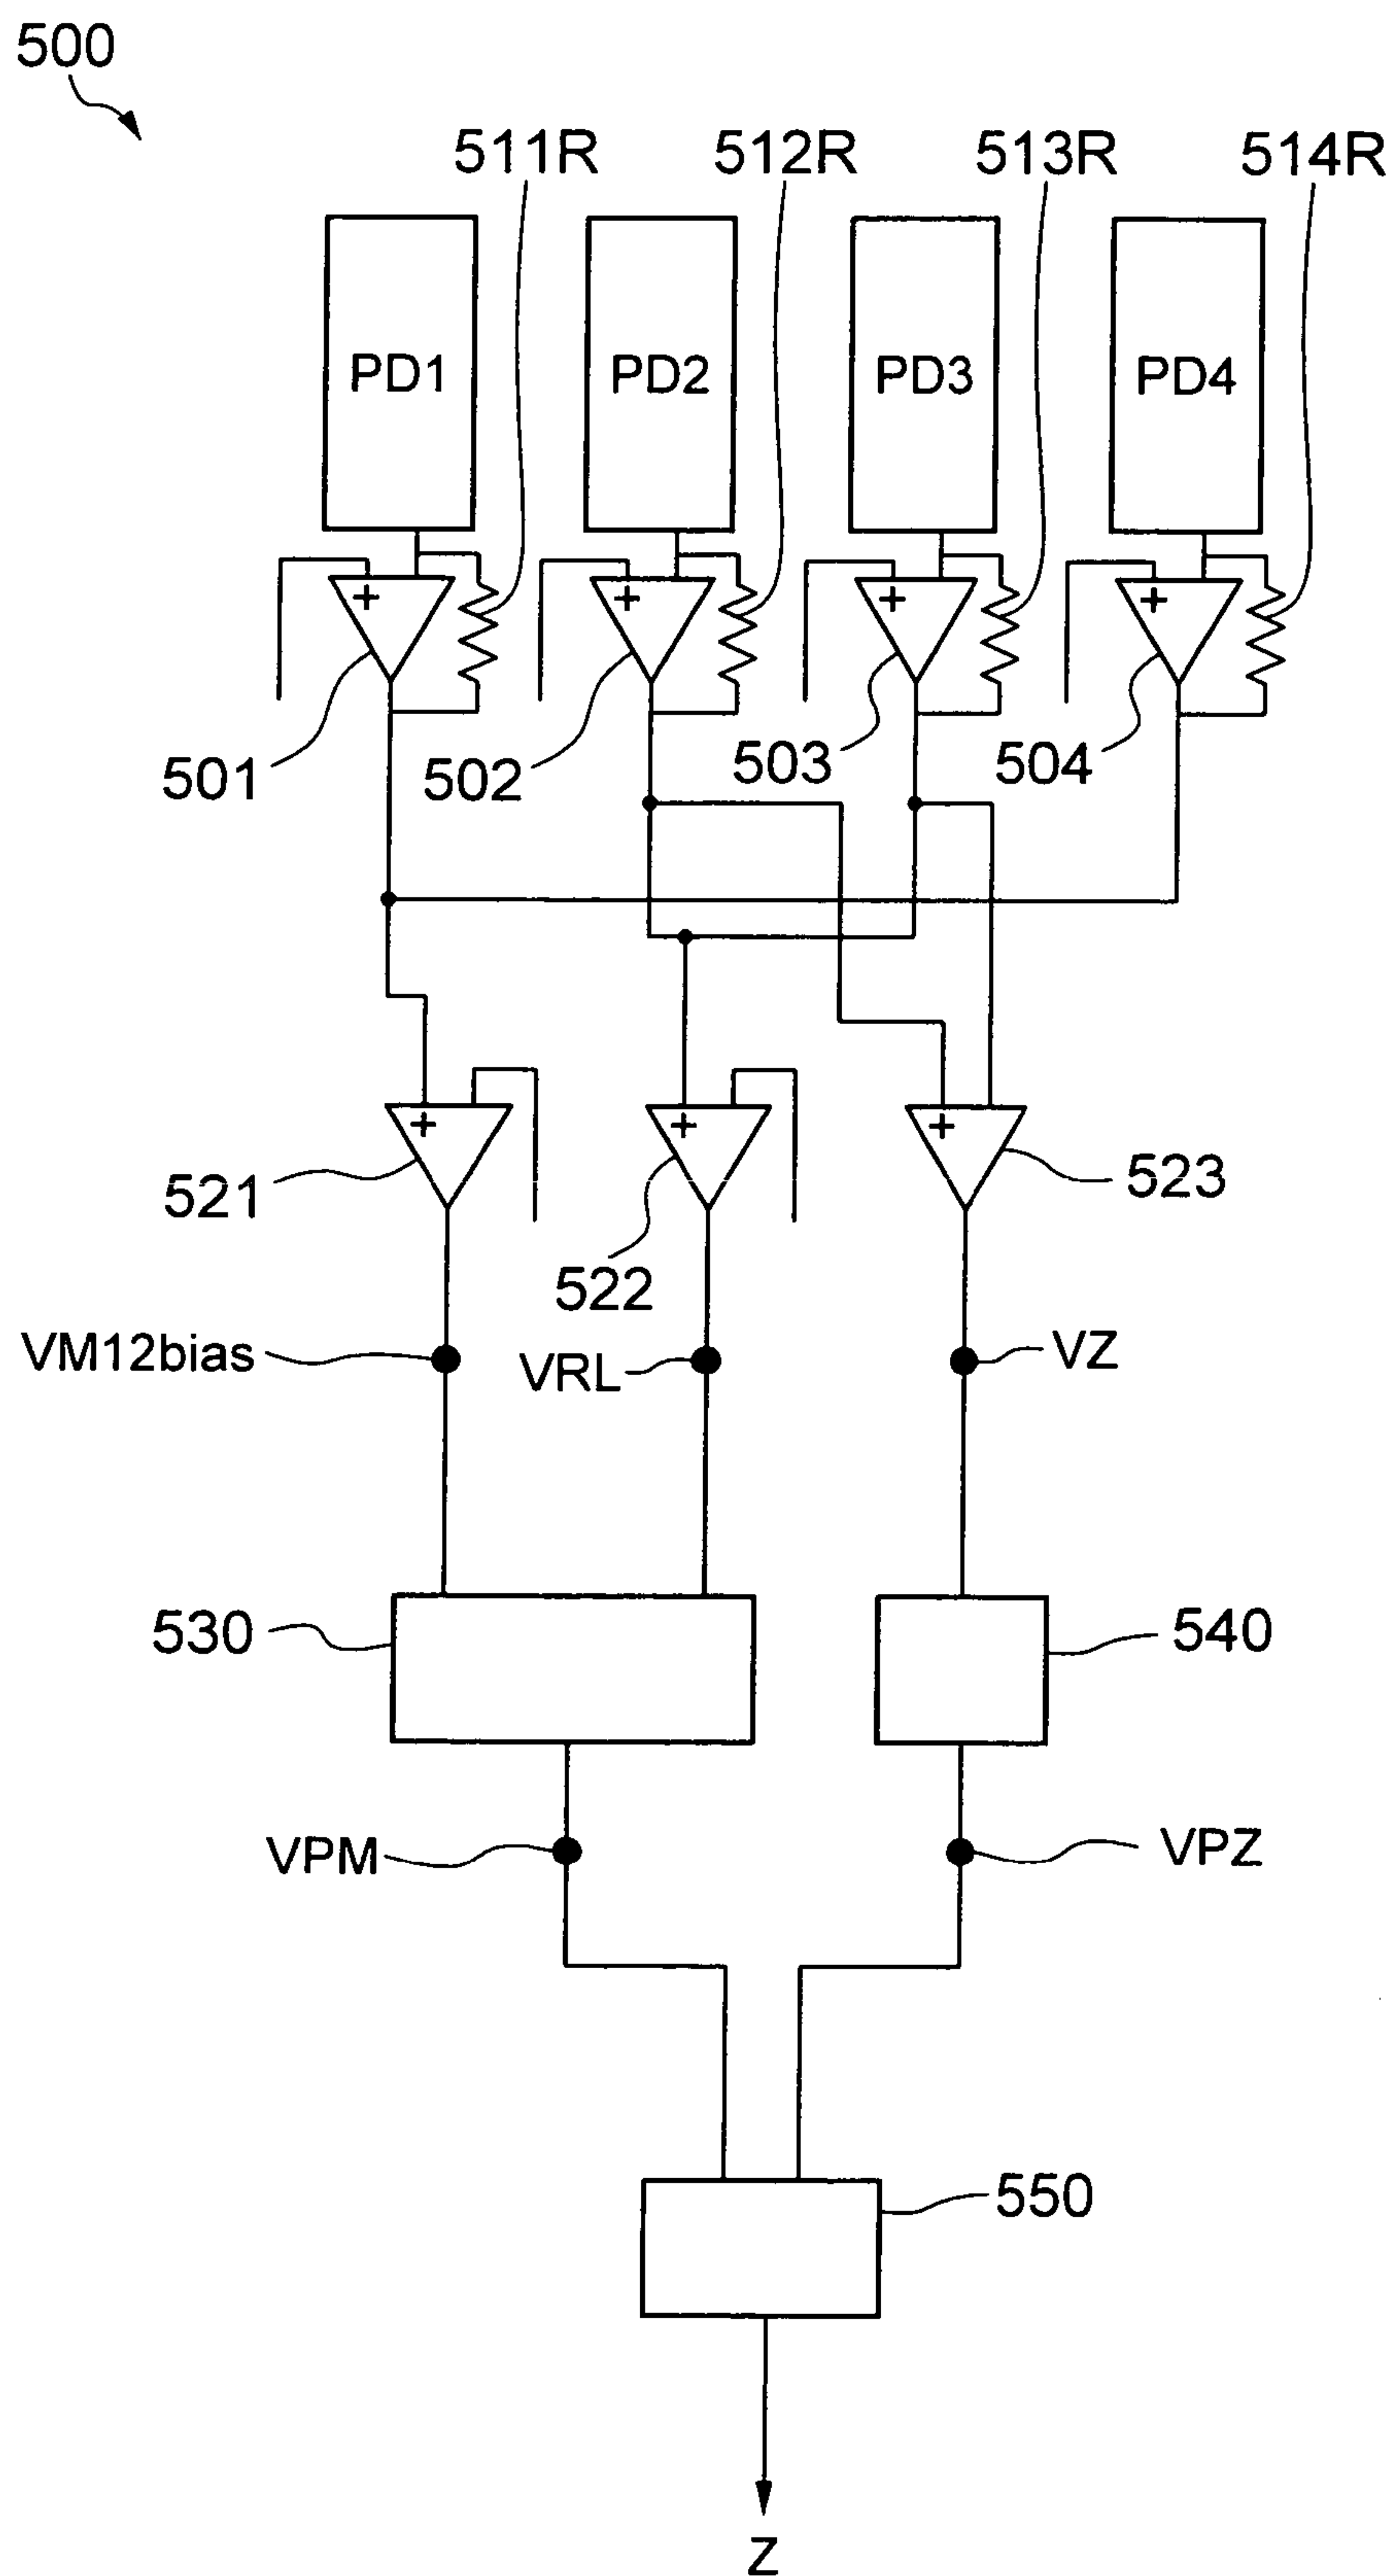 500
511R 512R 513R 514R
PD1 PD2 PD3 PD4
+ + + +
501 502 503 504
+ + +
521 522 523
VM12bias VRL VZ
530 540
VPM VPZ
550
Z